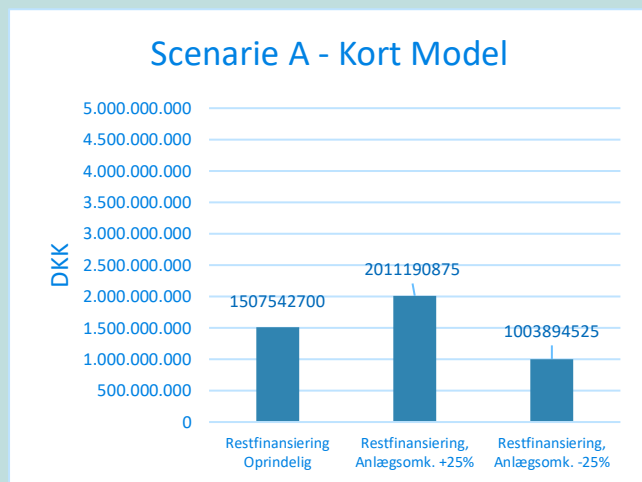 Scenarie A - Kort Model
5.000.000.000
4.500.000.000
4.000.000.000
3.500.000.000
3.000.000.000
2.500.000.000
2.000.000.000
1.500.000.000
1.000.000.000
500.000.000
0
DKK
1507542700
2011190875
1003894525
Restfinansiering
Oprindelig
Restfinansiering,
Anlægsomk. +25%
Restfinansiering,
Anlægsomk. -25%